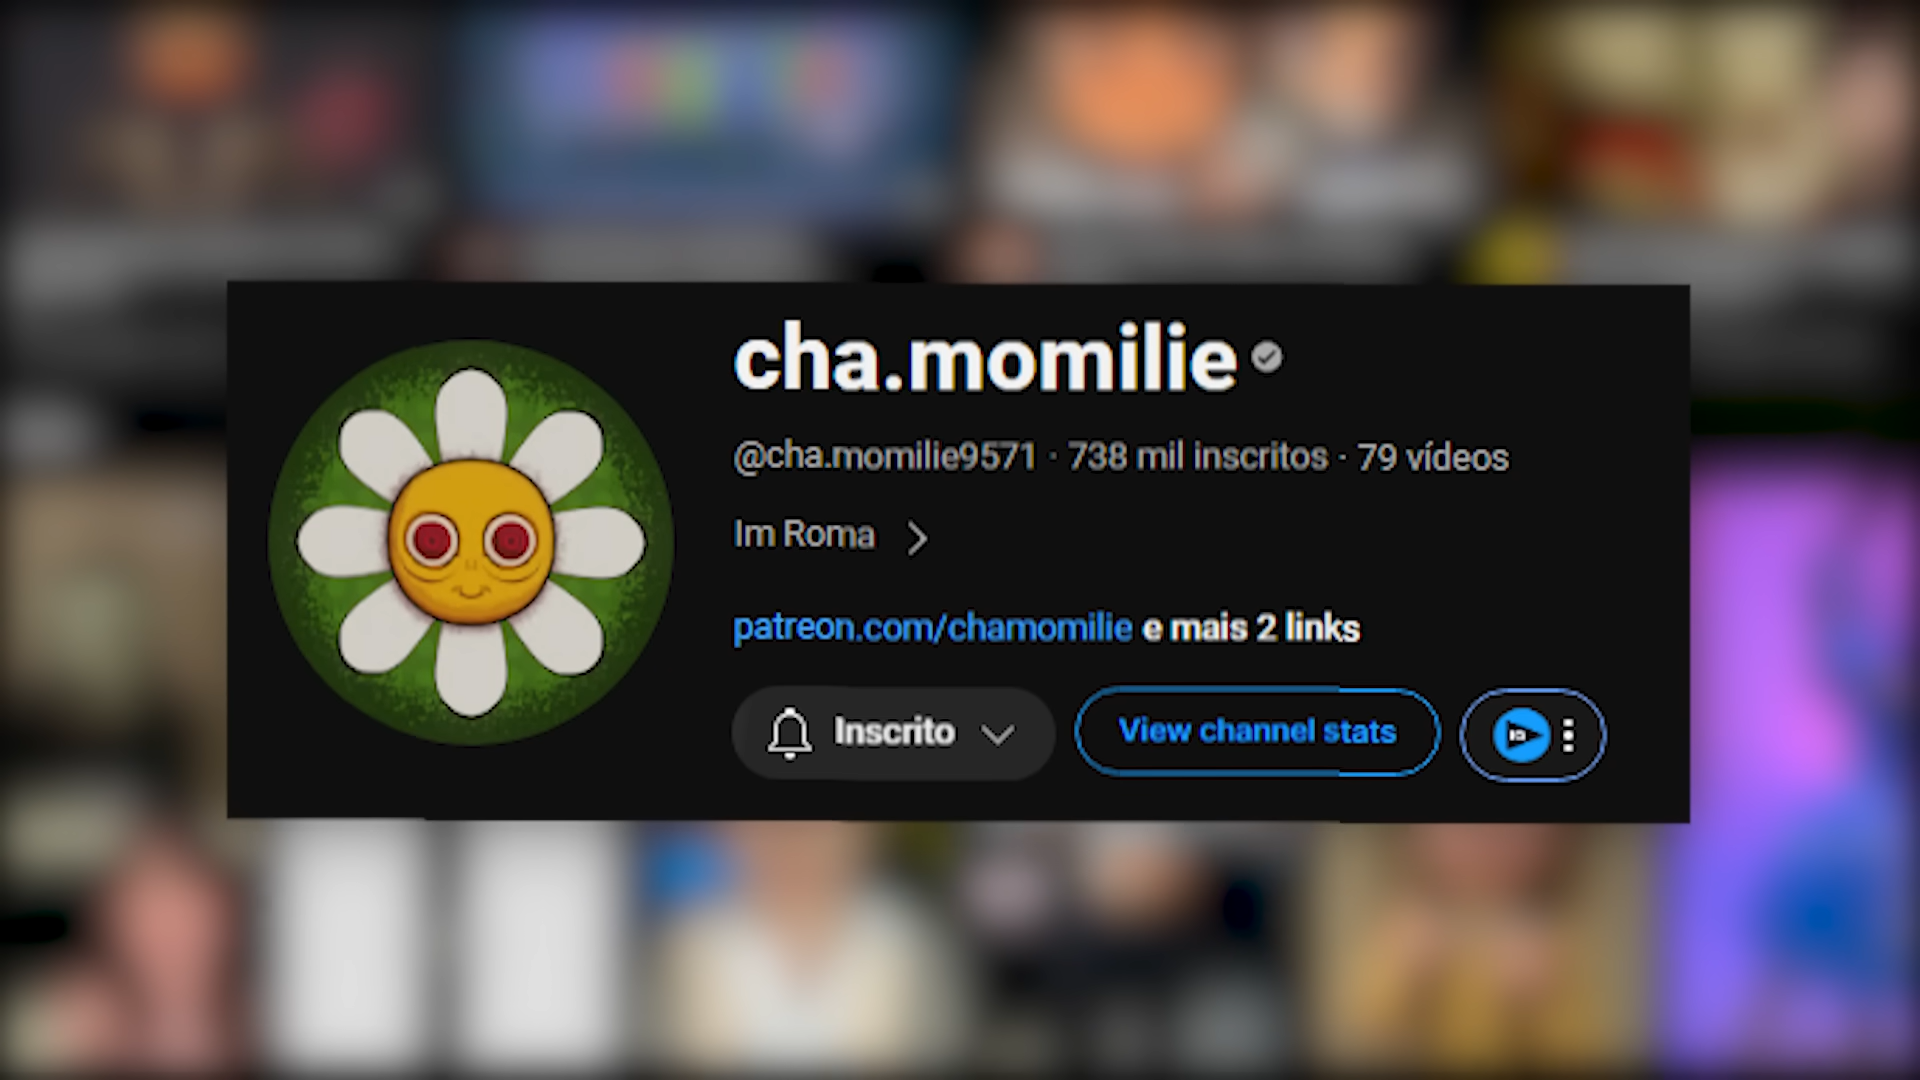 cha.momilie
@cha.momilie9571 · 738 mil inscritos · 79 vídeos
Im Roma
patreon.com/chamomilie e mais 2 links
Inscrito
View channel stats